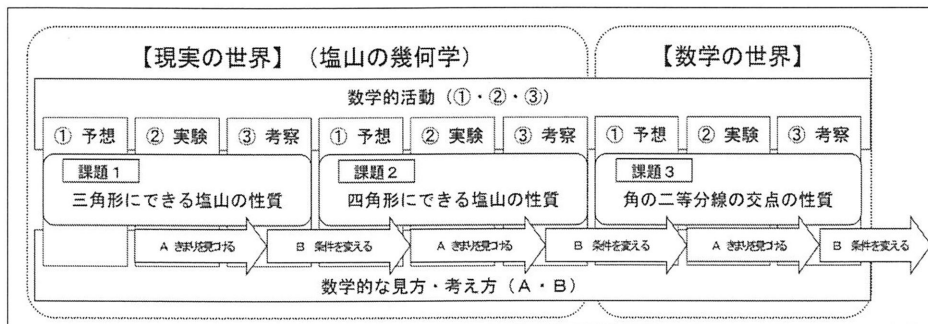 【現実の世界】（塩山の幾何学） 【数学の世界】
数学的活動（①・②・③）
① 予想 ② 実験 ③ 考察 ① 予想 ② 実験 ③ 考察 ① 予想 ② 実験 ③ 考察
課題１ 課題２ 課題３
三角形にできる塩山の性質 四角形にできる塩山の性質 角の二等分線の交点の性質
A きまりを見つける B 条件を変える A きまりを見つける B 条件を変える A きまりを見つける B 条件を変える
数学的な見方・考え方（A・B）